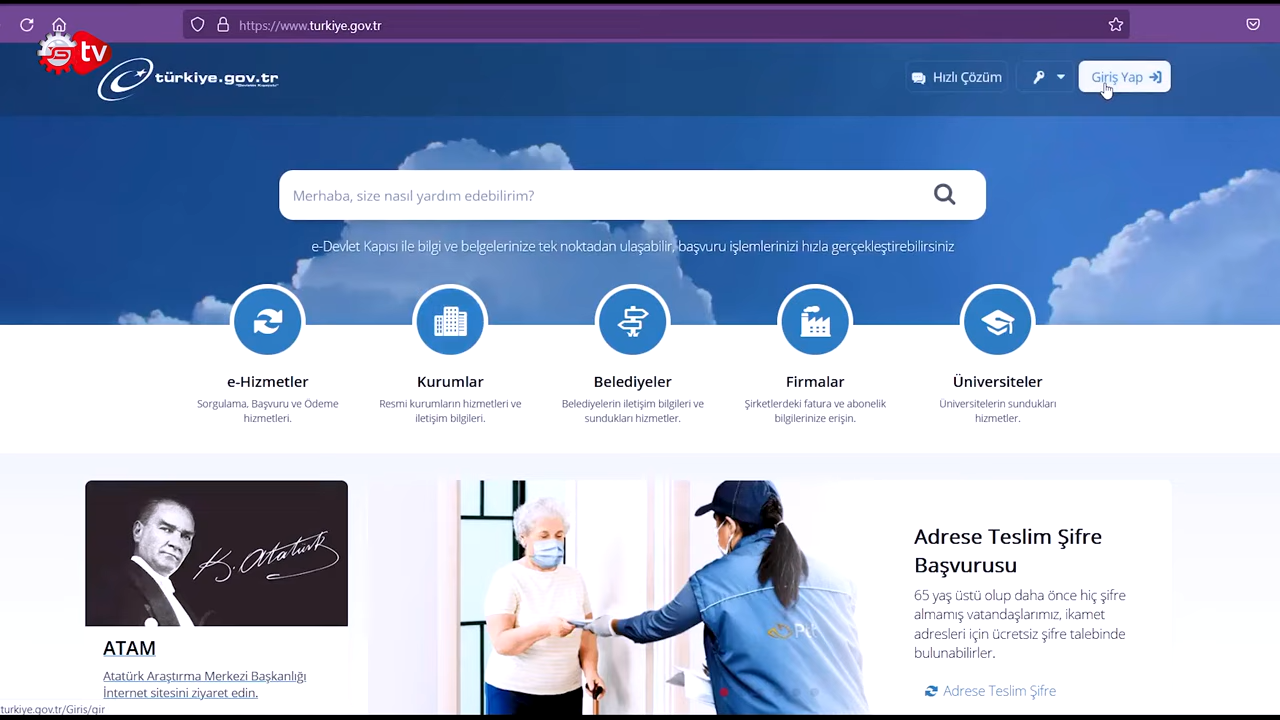 https://www.turkiye.gov.tr
tv
türkiye.gov.tr
Hızlı Çözüm
Giriş Yap
Merhaba, size nasıl yardım edebilirim?
e-Devlet Kapısı ile bilgi ve belgelerinize tek noktadan ulaşabilir, başvuru işlemlerinizi hızla gerçekleştirebilirsiniz
e-Hizmetler
Sorgulama, Başvuru ve Ödeme
hizmetleri.
Kurumlar
Resmi kurumların hizmetleri ve
iletişim bilgileri.
Belediyeler
Belediyelerin iletişim bilgileri ve
sundukları hizmetler.
Firmalar
Şirketlerdeki fatura ve abonelik
bilgilerinize erişin.
Üniversiteler
Üniversitelerin sundukları
hizmetler.
K. Atatürk
ATAM
Atatürk Araştırma Merkezi Başkanlığı
İnternet sitesini ziyaret edin.
Ptt
Adrese Teslim Şifre
Başvurusu
65 yaş üstü olup daha önce hiç şifre
almamış vatandaşlarımız, ikamet
adresleri için ücretsiz şifre talebinde
bulunabilirler.
Adrese Teslim Şifre
turkiye.gov.tr/Giris/gir